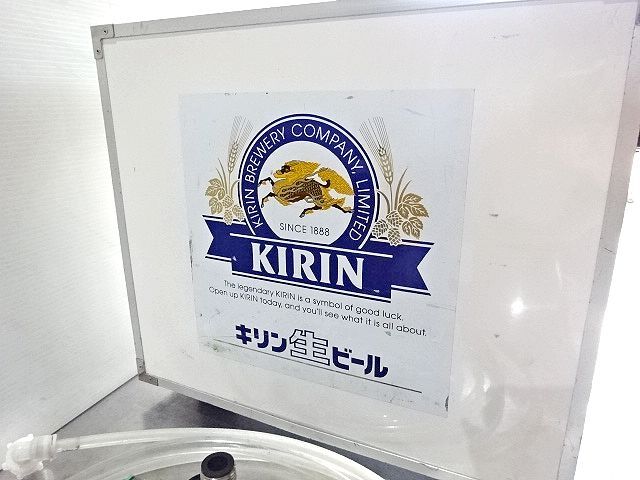 KIRIN BREWERY COMPANY, LIMITED
SINCE 1888
KIRIN
The legendary KIRIN is a symbol of good luck.
Open up KIRIN today, and you'll see what it is all about.
キリン生ビール